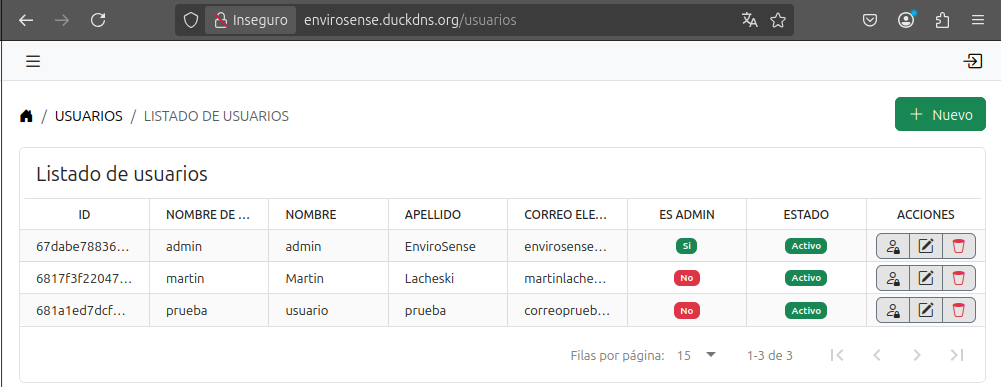 Inseguro envirosense.duckdns.org/usuarios
/ USUARIOS / LISTADO DE USUARIOS
+ Nuevo
Listado de usuarios
ID NOMBRE DE ... NOMBRE APELLIDO CORREO ELE... ES ADMIN ESTADO ACCIONES
67dabe78836... admin admin EnviroSense envirosense... Si Activo
6817f3f22047... martin Martin Lacheski martinlache... No Activo
681a1ed7dcf... prueba usuario prueba correoprueb... No Activo
Filas por página: 15 1-3 de 3